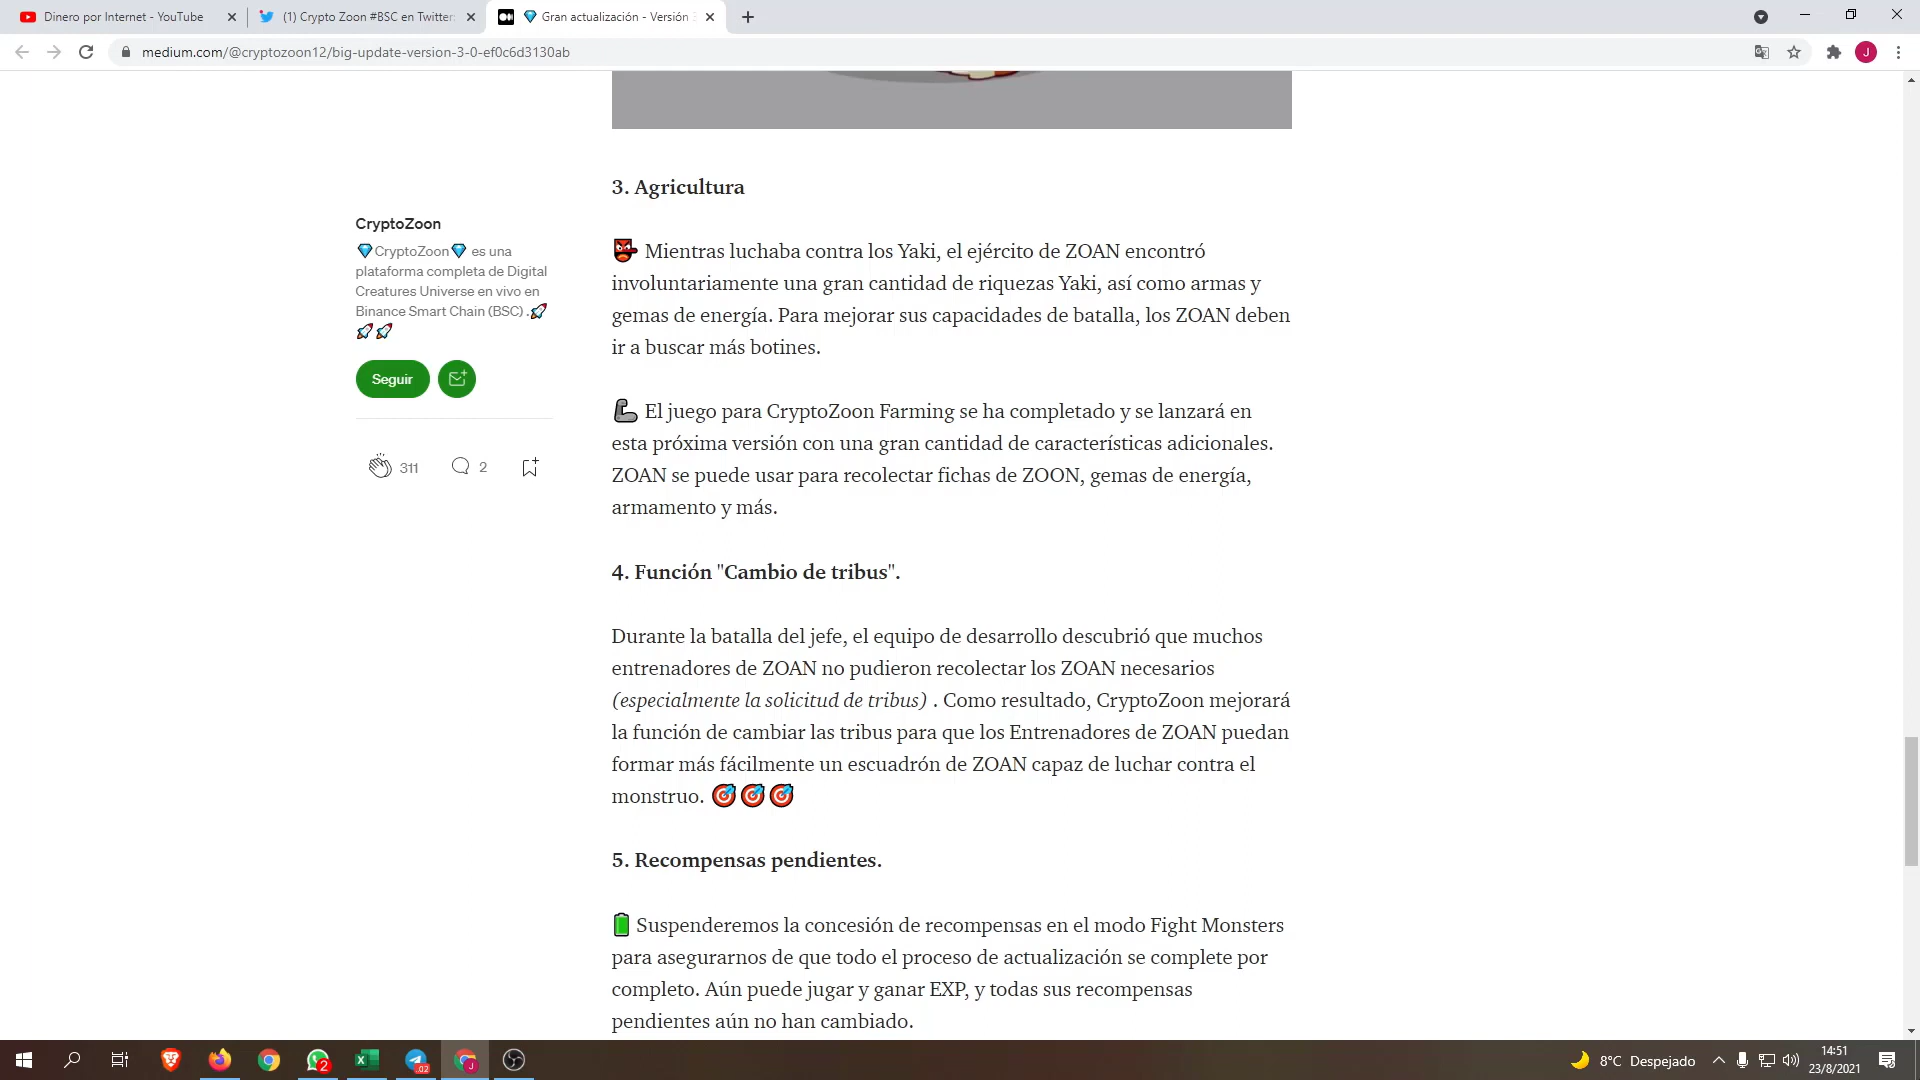 Dinero por Internet - YouTube
(1) Crypto Zoon #BSC en Twitter:
Gran actualización - Versión
medium.com/@cryptozoon12/big-update-version-3-0-ef0c6d3130ab
J
3. Agricultura
CryptoZoon
CryptoZoon es una
plataforma completa de Digital
Creatures Universe en vivo en
Binance Smart Chain (BSC) .
Seguir
311
2
Mientras luchaba contra los Yaki, el ejército de ZOAN encontró
involuntariamente una gran cantidad de riquezas Yaki, así como armas y
gemas de energía. Para mejorar sus capacidades de batalla, los ZOAN deben
ir a buscar más botines.
El juego para CryptoZoon Farming se ha completado y se lanzará en
esta próxima versión con una gran cantidad de características adicionales.
ZOAN se puede usar para recolectar fichas de ZOON, gemas de energía,
armamento y más.
4. Función "Cambio de tribus".
Durante la batalla del jefe, el equipo de desarrollo descubrió que muchos
entrenadores de ZOAN no pudieron recolectar los ZOAN necesarios
(especialmente la solicitud de tribus) . Como resultado, CryptoZoon mejorará
la función de cambiar las tribus para que los Entrenadores de ZOAN puedan
formar más fácilmente un escuadrón de ZOAN capaz de luchar contra el
monstruo.
5. Recompensas pendientes.
Suspenderemos la concesión de recompensas en el modo Fight Monsters
para asegurarnos de que todo el proceso de actualización se complete por
completo. Aún puede jugar y ganar EXP, y todas sus recompensas
pendientes aún no han cambiado.
2
.02
J
8°C Despejado
14:51
23/8/2021